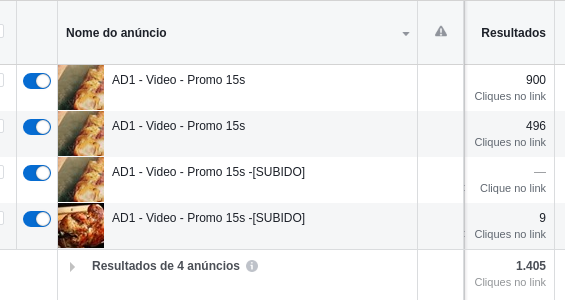 Nome do anúncio
Resultados
AD1 - Video - Promo 15s
900
Cliques no link
AD1 - Video - Promo 15s
496
Cliques no link
AD1 - Video - Promo 15s -[SUBIDO]
—
Clique no link
AD1 - Video - Promo 15s -[SUBIDO]
9
Cliques no link
Resultados de 4 anúncios
1.405
Cliques no link